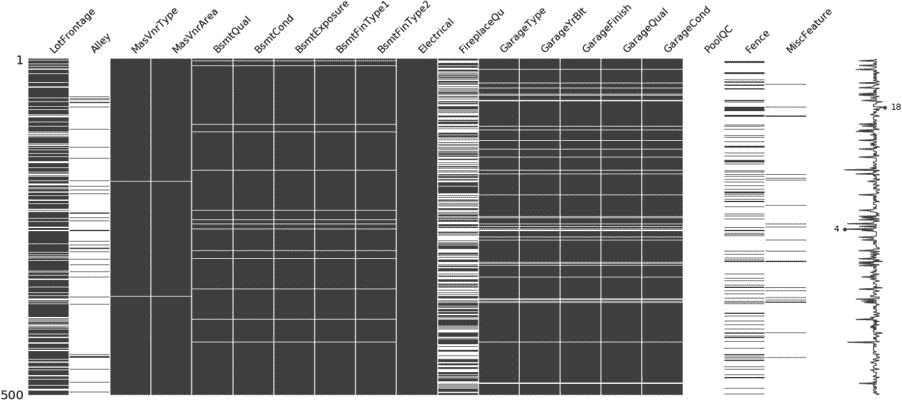 LotFrontage
Alley
MasVnrType
MasVnrArea
BsmtQual
BsmtCond
BsmtExposure
BsmtFinType1
BsmtFinType2
Electrical
FireplaceQu
GarageType
GarageYrBlt
GarageFinish
GarageQual
GarageCond
PoolQC
Fence
MiscFeature
1
18
4
500